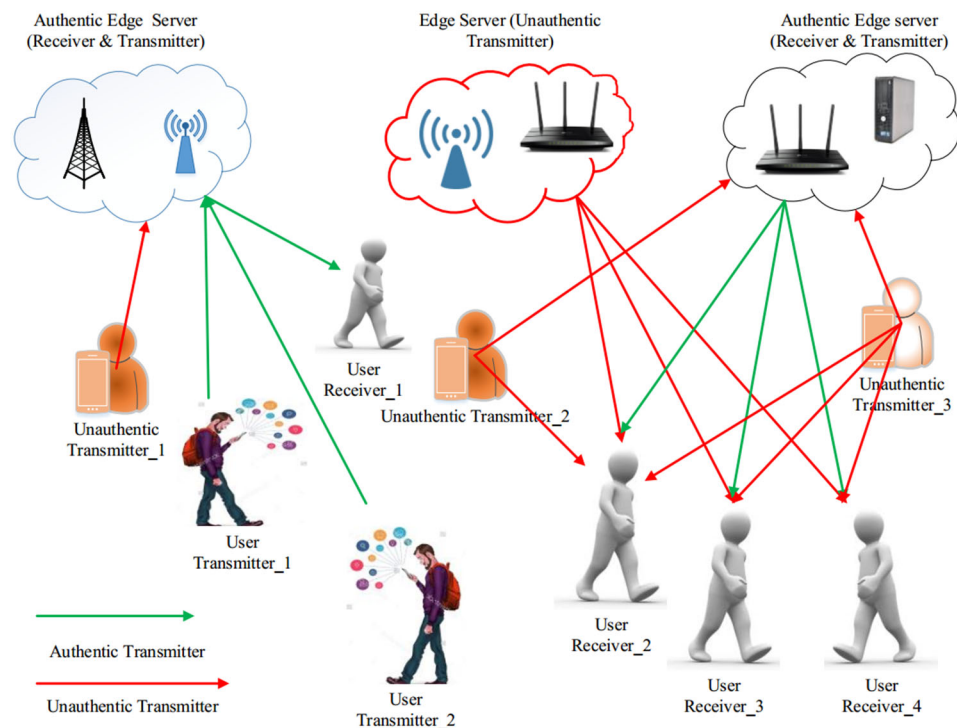 Authentic Edge Server
(Receiver & Transmitter)
Edge Server (Unauthentic
Transmitter)
Authentic Edge server
(Receiver & Transmitter)
User
Receiver_1
Unauthentic
Transmitter_1
Unauthentic Transmitter_2
Unauthentic
Transmitter_3
User
Transmitter_1
User
Receiver_2
Authentic Transmitter
User
Receiver_3
User
Receiver_4
Unauthentic Transmitter
User
Transmitter_2